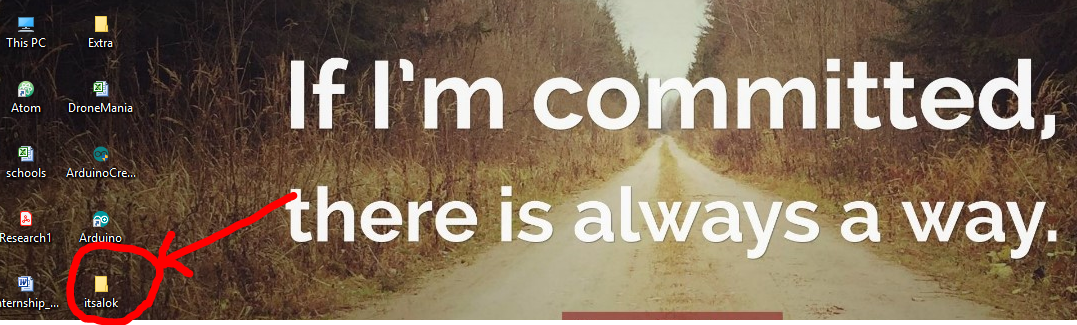 This PC
Extra
Atom
DroneMania
schools
ArduinoCre...
Research1
Arduino
nternship_...
itsalok
If I'm committed,
there is always a way.